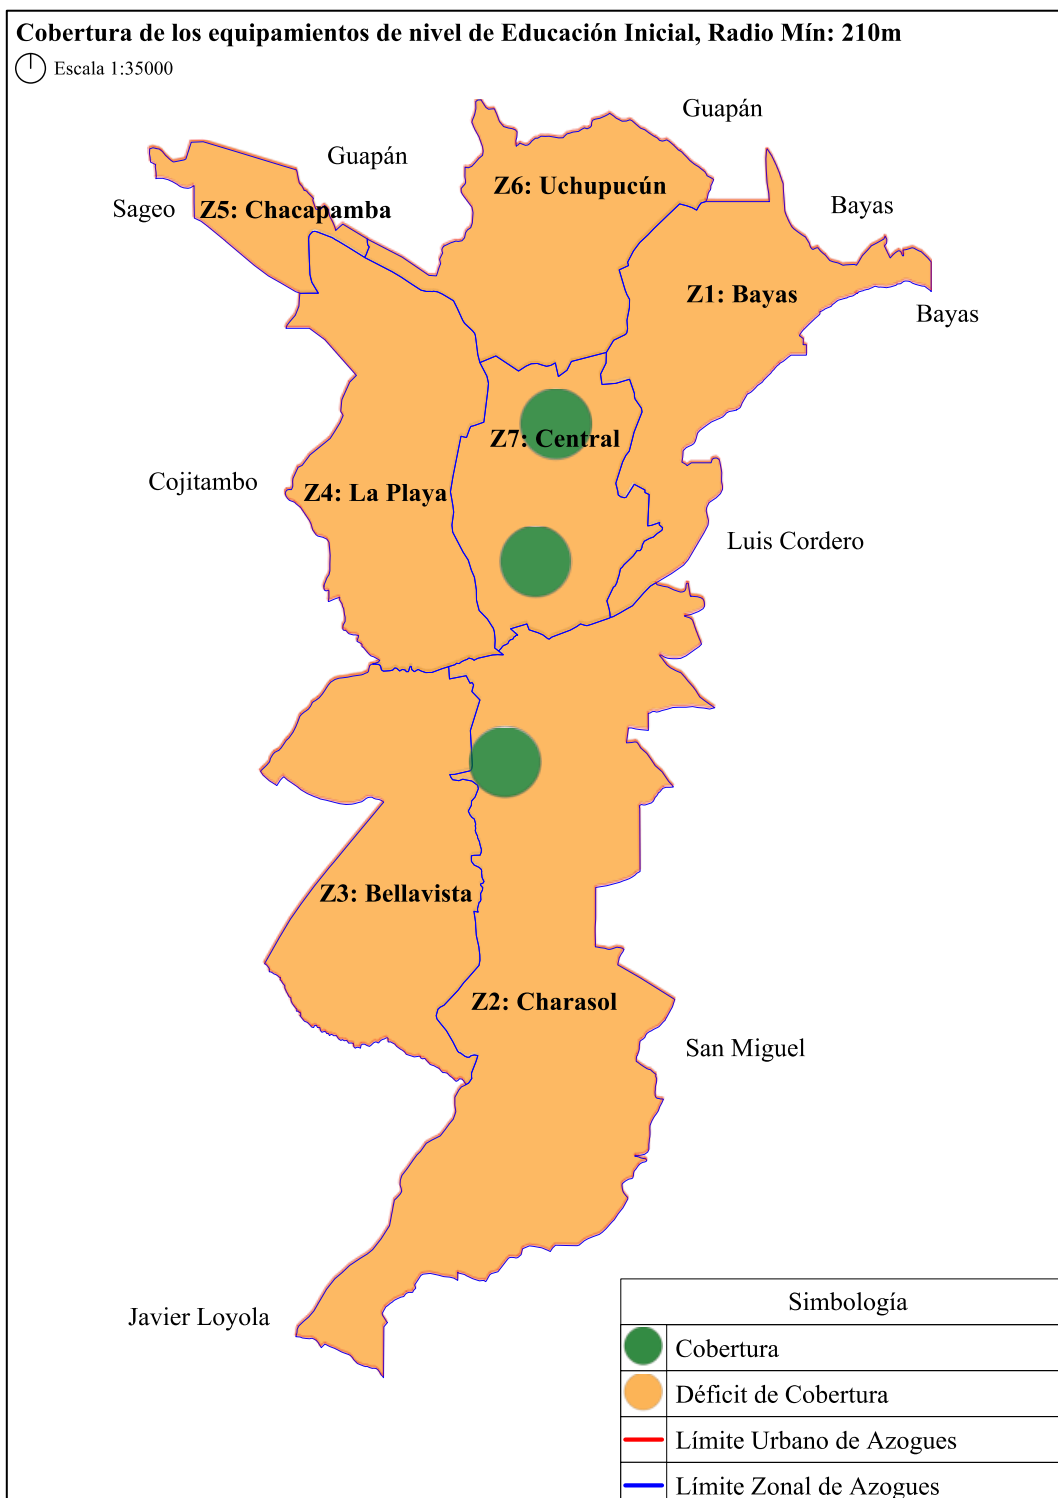 Cobertura de los equipamientos de nivel de Educación Inicial, Radio Mín: 210m
Escala 1:35000
Guapán
Guapán
Z6: Uchupucún
Sageo
Z5: Chacapamba
Bayas
Z1: Bayas
Bayas
Z7: Central
Cojitambo
Z4: La Playa
Luis Cordero
Z3: Bellavista
Z2: Charasol
San Miguel
Javier Loyola
Simbología
Cobertura
Déficit de Cobertura
Límite Urbano de Azogues
Límite Zonal de Azogues